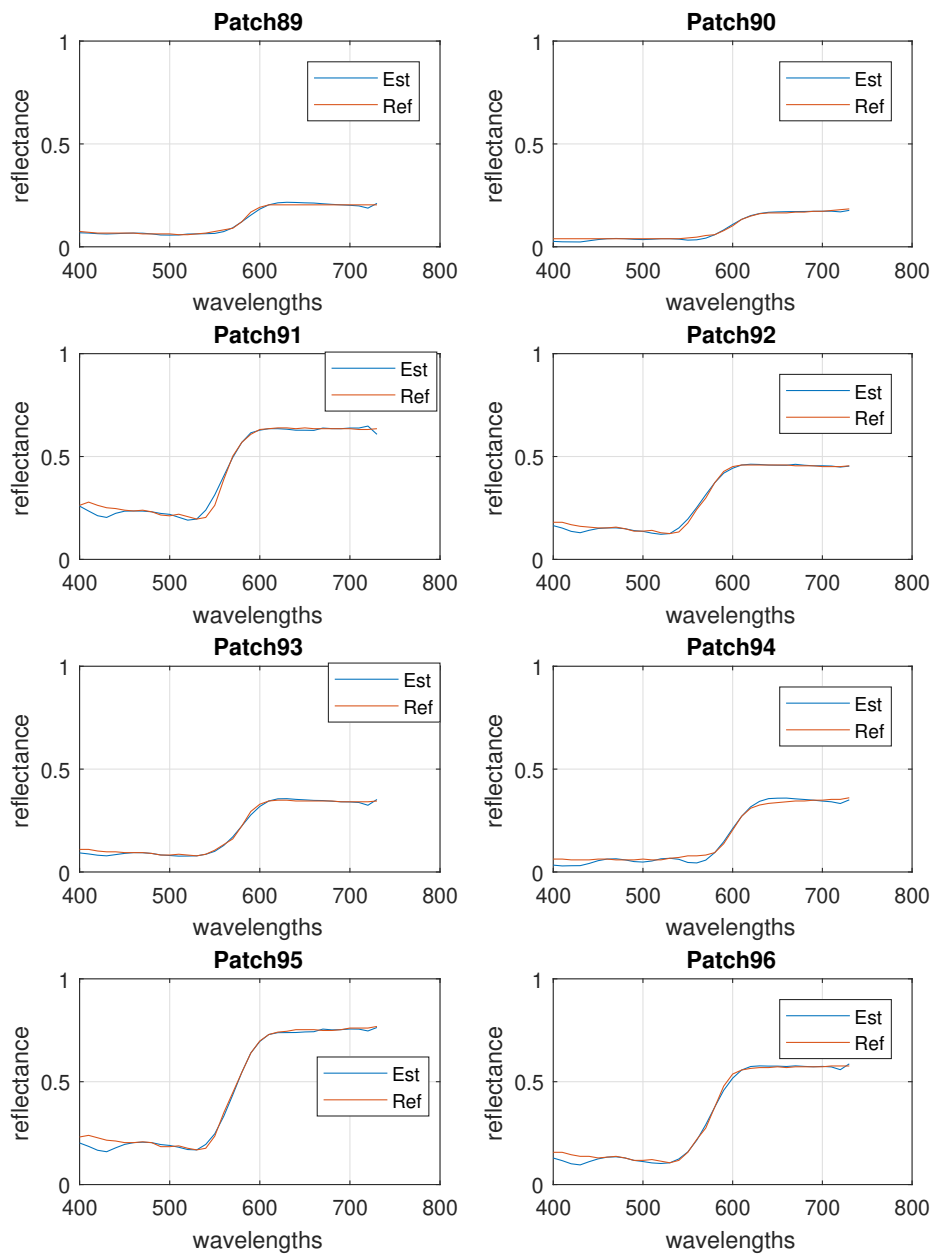 Patch89
1
0.5
0
reflectance
Est
Ref
400 500 600 700 800
wavelengths
Patch90
1
0.5
0
reflectance
Est
Ref
400 500 600 700 800
wavelengths
Patch91
1
0.5
0
reflectance
Est
Ref
400 500 600 700 800
wavelengths
Patch92
1
0.5
0
reflectance
Est
Ref
400 500 600 700 800
wavelengths
Patch93
1
0.5
0
reflectance
Est
Ref
400 500 600 700 800
wavelengths
Patch94
1
0.5
0
reflectance
Est
Ref
400 500 600 700 800
wavelengths
Patch95
1
0.5
0
reflectance
Est
Ref
400 500 600 700 800
wavelengths
Patch96
1
0.5
0
reflectance
Est
Ref
400 500 600 700 800
wavelengths